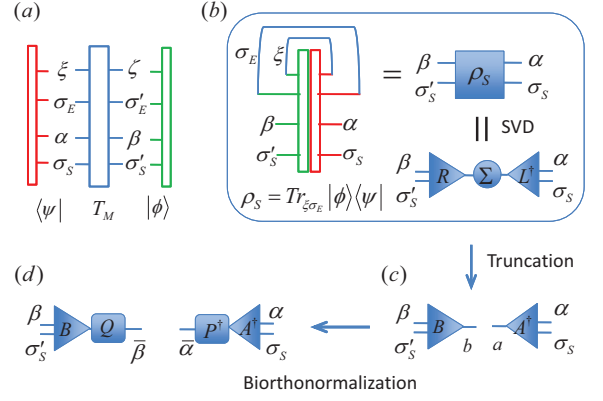 (a)
ξ ζ
σ_E σ'_E
α β
σ_S σ'_S
⟨ψ| T_M |ϕ⟩
(b)
σ_E ξ
β α
σ'_S σ_S
ρ_S = Tr_{ξσ_E} |ϕ⟩⟨ψ|
=
β ρ_S α
σ'_S σ_S
|| SVD
β R Σ L† α
σ'_S σ_S
Truncation
(c)
β B b a A† α
σ'_S σ_S
Biorthonormalization
(d)
β B Q β̄
σ'_S
ᾱ P† A† α
σ_S